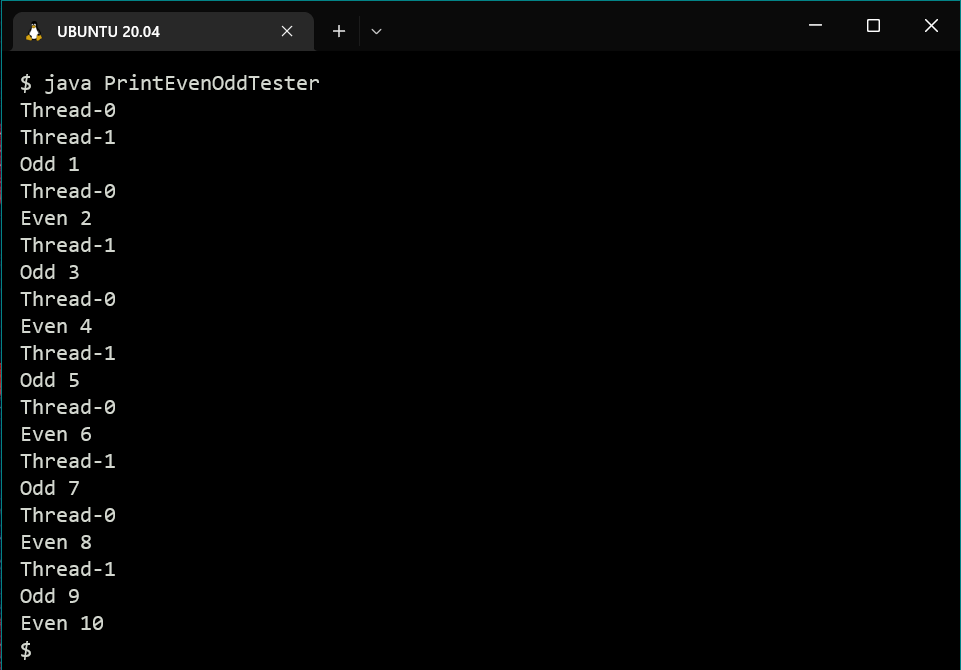 UBUNTU 20.04
$ java PrintEvenOddTester
Thread-0
Thread-1
Odd 1
Thread-0
Even 2
Thread-1
Odd 3
Thread-0
Even 4
Thread-1
Odd 5
Thread-0
Even 6
Thread-1
Odd 7
Thread-0
Even 8
Thread-1
Odd 9
Even 10
$